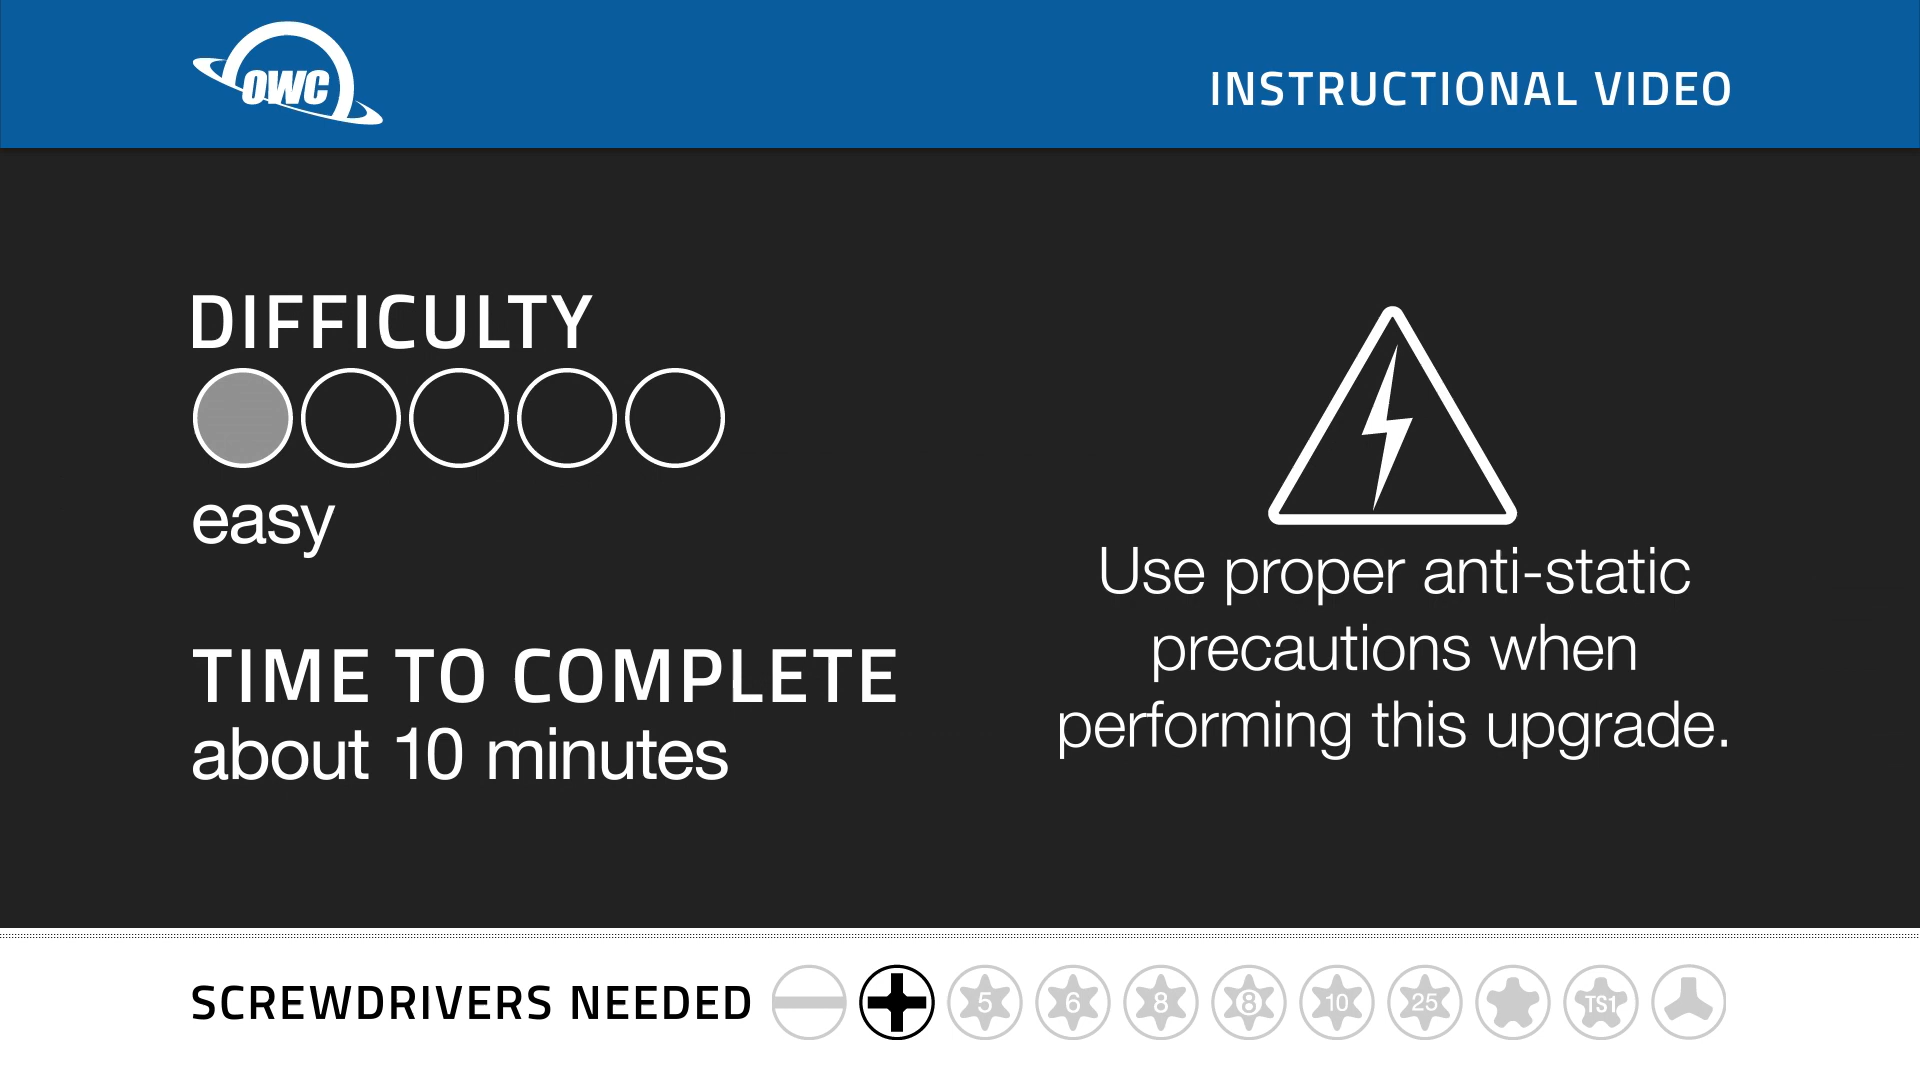 OWC
INSTRUCTIONAL VIDEO
DIFFICULTY
easy
TIME TO COMPLETE
about 10 minutes
Use proper anti-static
precautions when
performing this upgrade.
SCREWDRIVERS NEEDED
5 6 8 8 10 25 TS1